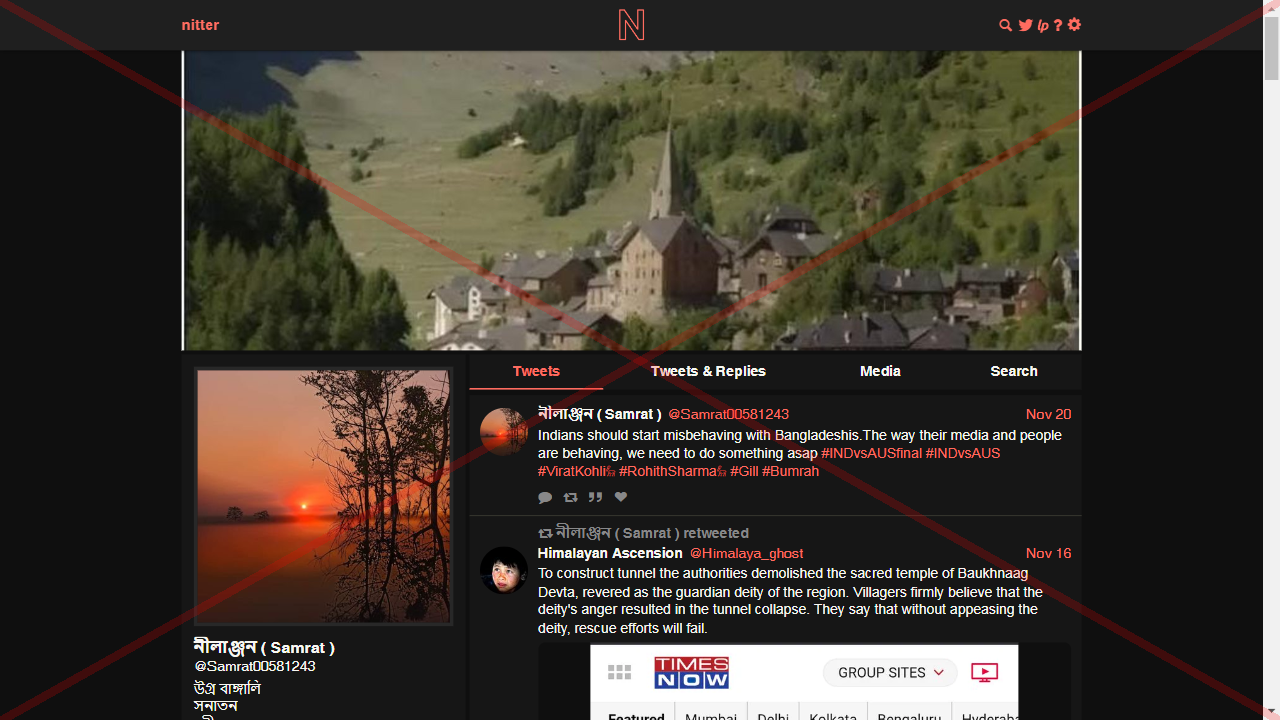 nitter
N
lp ?
Tweets Tweets & Replies Media Search
নীলাঞ্জন ( Samrat ) @Samrat00581243 Nov 20
Indians should start misbehaving with Bangladeshis.The way their media and people
are behaving, we need to do something asap #INDvsAUSfinal #INDvsAUS
#ViratKohli #RohithSharma #Gill #Bumrah
নীলাঞ্জন ( Samrat ) retweeted
Himalayan Ascension @Himalaya_ghost Nov 16
To construct tunnel the authorities demolished the sacred temple of Baukhnaag
Devta, revered as the guardian deity of the region. Villagers firmly believe that the
deity's anger resulted in the tunnel collapse. They say that without appeasing the
deity, rescue efforts will fail.
TIMES
NOW
GROUP SITES
Featured Mumbai Delhi Kolkata Bengaluru Hyderaba
নীলাঞ্জন ( Samrat )
@Samrat00581243
উগ্র বাঙ্গালি
সনাতন